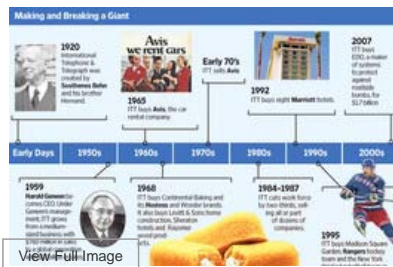 Making and Breaking a Giant
1920
International
Telephone &
Telegraph was
created by
Sosthenes Behn
and his brother
Hernand.
Avis
we rent cars
1965
ITT buys Avis, the car
rental company.
Early 70's
ITT sells Avis
1992
ITT buys eight Marriott hotels.
2007
ITT buys
EDO, a maker
of systems
to protect
against
roadside
bombs, for
$1.7 billion
Early Days
1950s
1960s
1970s
1980s
1990s
2000s
1959
Harold Geneen be
comes CEO. Under
Geneen's manage-
ment, ITT grows
from a medium-
sized business with
1968
ITT buys Continental Baking and
its Hostess and Wonder brands.
It also buys Levitt & Sons home
construction, Sheraton
hotels and Rayonier
wood prod
1984-1987
ITT cuts work force
by two-thirds, sell-
ing all or part
of dozens of
companies.
1995
ITT buys Madison Square
Garden, Rangers hockey
team and the New York
View Full Image